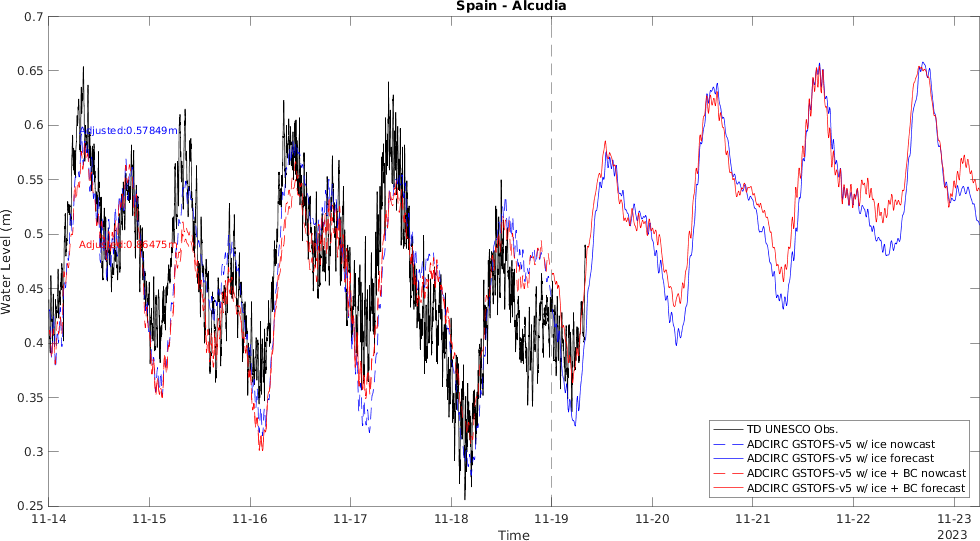 Spain - Alcudia
0.7
0.65
0.6
0.55
0.5
0.45
0.4
0.35
0.3
0.25
Water Level (m)
Adjusted:0.57849m
Adjusted:0.86475m
TD UNESCO Obs.
ADCIRC GSTOFS-v5 w/ ice nowcast
ADCIRC GSTOFS-v5 w/ ice forecast
ADCIRC GSTOFS-v5 w/ ice + BC nowcast
ADCIRC GSTOFS-v5 w/ ice + BC forecast
11-14 11-15 11-16 11-17 11-18 11-19 11-20 11-21 11-22 11-23
Time 2023